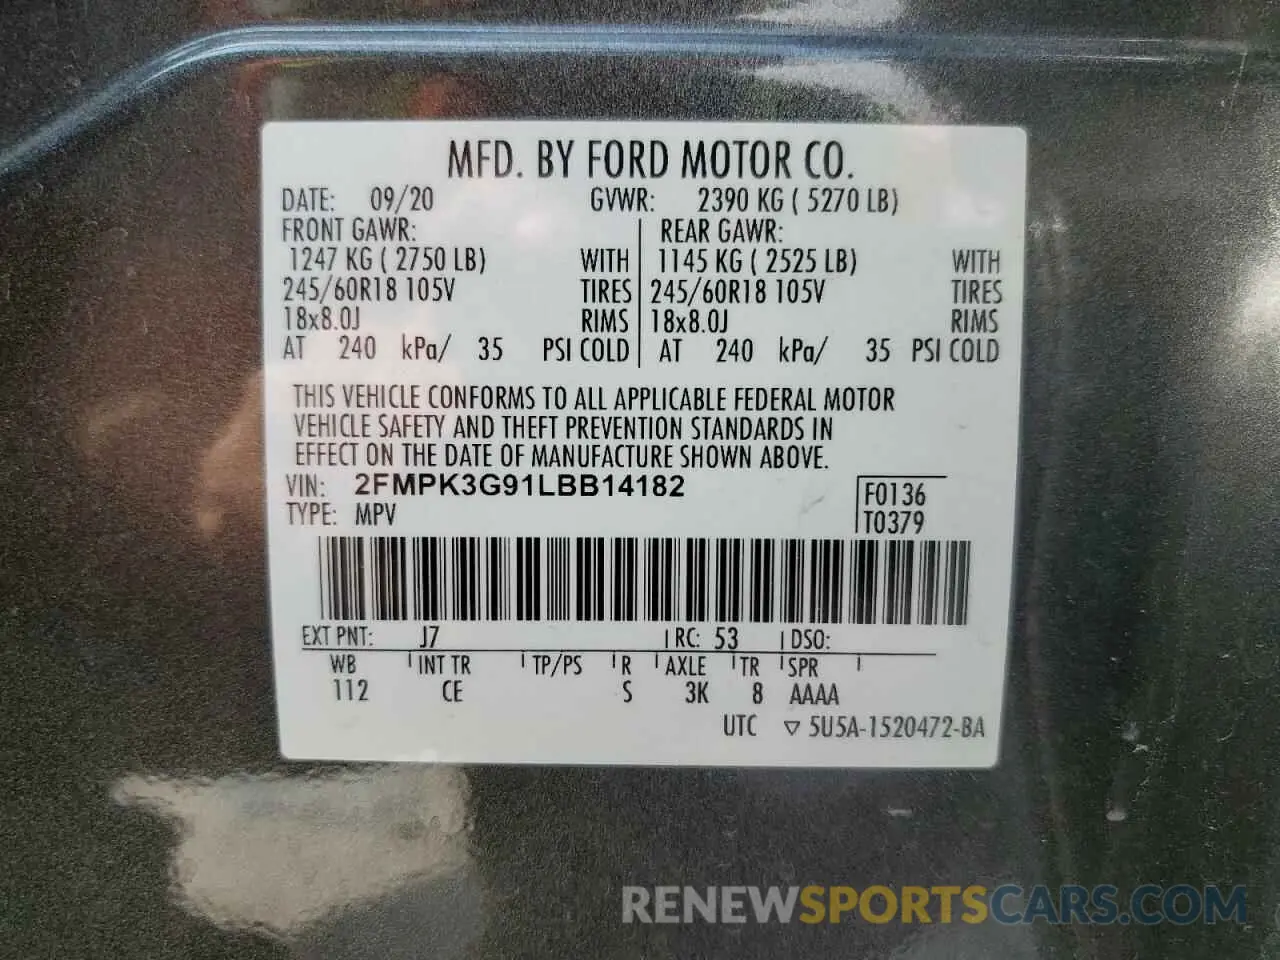 MFD. BY FORD MOTOR CO.
DATE: 09/20 GVWR: 2390 KG ( 5270 LB)
FRONT GAWR: REAR GAWR:
1247 KG ( 2750 LB) WITH 1145 KG ( 2525 LB) WITH
245/60R18 105V TIRES 245/60R18 105V TIRES
18x8.0J RIMS 18x8.0J RIMS
AT 240 kPa/ 35 PSI COLD AT 240 kPa/ 35 PSI COLD
THIS VEHICLE CONFORMS TO ALL APPLICABLE FEDERAL MOTOR
VEHICLE SAFETY AND THEFT PREVENTION STANDARDS IN
EFFECT ON THE DATE OF MANUFACTURE SHOWN ABOVE.
VIN: 2FMPK3G91LBB14182 F0136
TYPE: MPV T0379
EXT PNT: J7 RC: 53 DSO:
WB INT TR TP/PS R AXLE TR SPR
112 CE S 3K 8 AAAA
UTC ▽ 5U5A-1520472-BA
RENEWSPORTSCARS.COM